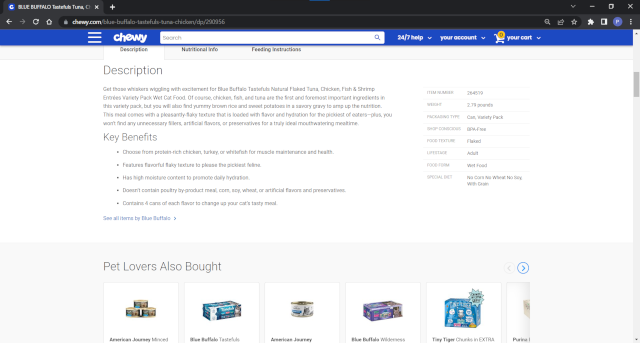 BLUE BUFFALO Tastefuls Tuna, Ch
chewy.com/blue-buffalo-tastefuls-tuna-chicken/dp/290956
chewy
Search
24/7 help
your account
your cart
Description
Nutritional Info
Feeding Instructions
Description
Get those whiskers wiggling with excitement for Blue Buffalo Tastefuls Natural Flaked Tuna, Chicken, Fish & Shrimp
Entrées Variety Pack Wet Cat Food. Of course, chicken, fish, and tuna are the first and foremost important ingredients in
this variety pack, but you will also find yummy brown rice and sweet potatoes in a savory gravy to amp up the nutrition.
This meal comes with a pleasantly-flaky texture that is loaded with flavor and hydration for the pickiest of eaters—plus, you
won't find any unnecessary fillers, artificial flavors, or preservatives for a truly ideal mouthwatering mealtime.
Key Benefits
Choose from protein-rich chicken, turkey, or whitefish for muscle maintenance and health.
Features flavorful flaky texture to please the pickiest feline.
Has high moisture content to promote daily hydration.
Doesn't contain poultry by-product meal, corn, soy, wheat, or artificial flavors and preservatives.
Contains 4 cans of each flavor to change up your cat's tasty meal.
See all items by Blue Buffalo >
ITEM NUMBER 264519
WEIGHT 2.78 pounds
PACKAGING TYPE Can, Variety Pack
SHOP CONSCIOUS BPA Free
FOOD TEXTURE Flaked
LIFESTAGE Adult
FOOD FORM Wet Food
SPECIAL DIET No Corn No Wheat No Soy,
With Grain
Pet Lovers Also Bought
American Journey Minced
Blue Buffalo Tastefuls
American Journey
Blue Buffalo Wilderness
Tiny Tiger Chunks in EXTRA
Purina